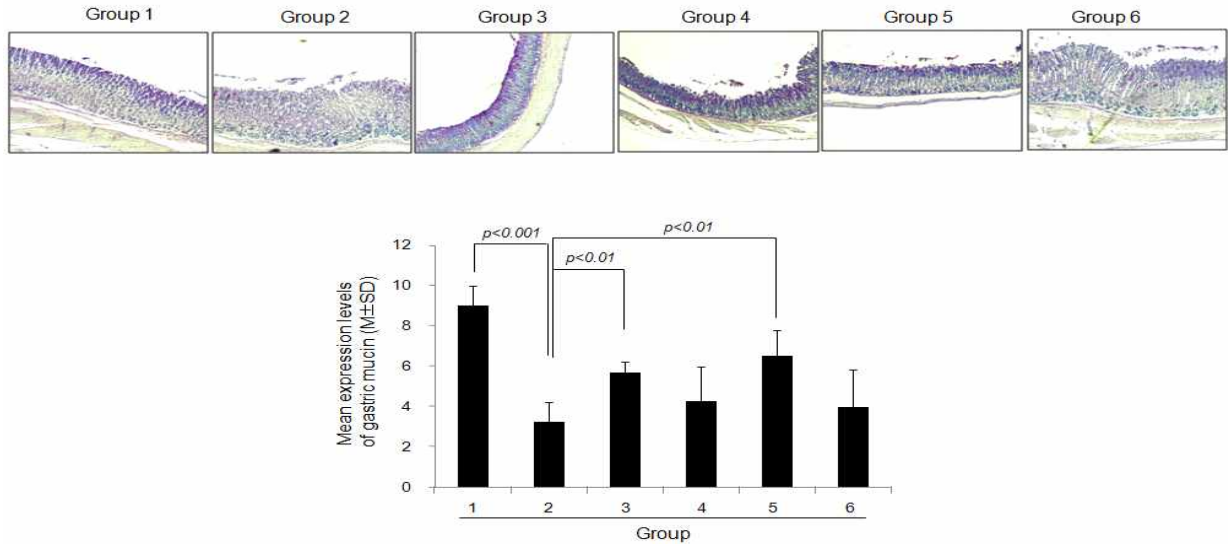 Group 1 Group 2 Group 3 Group 4 Group 5 Group 6
p<0.001
p<0.01
p<0.01
Mean expression levels
of gastric mucin (M±SD)
12
10
8
6
4
2
0
1 2 3 4 5 6
Group